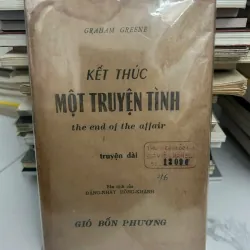 GRAHAM GREENE
KẾT THÚC
MỘT TRUYỆN TÌNH
the end of the affair
truyện dài
GIÓ BỐN PHƯƠNG